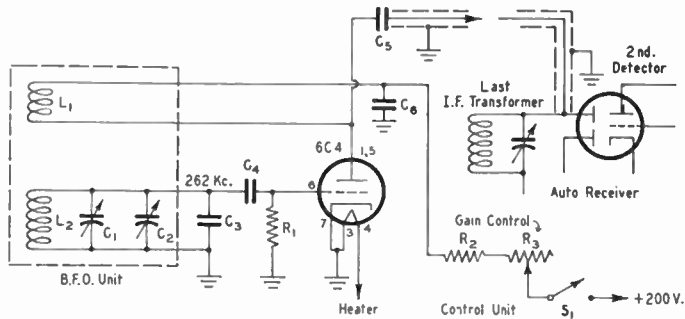 C5
2nd.
Detector
L1
C6
Last
I.F. Transformer
6C4
1,5
262 Kc.
C4
6
L2
C1
C2
C3
R1
7
3
4
Auto Receiver
Gain Control
R2
R3
B.F.O. Unit
Heater
Control Unit
S1
+200V.